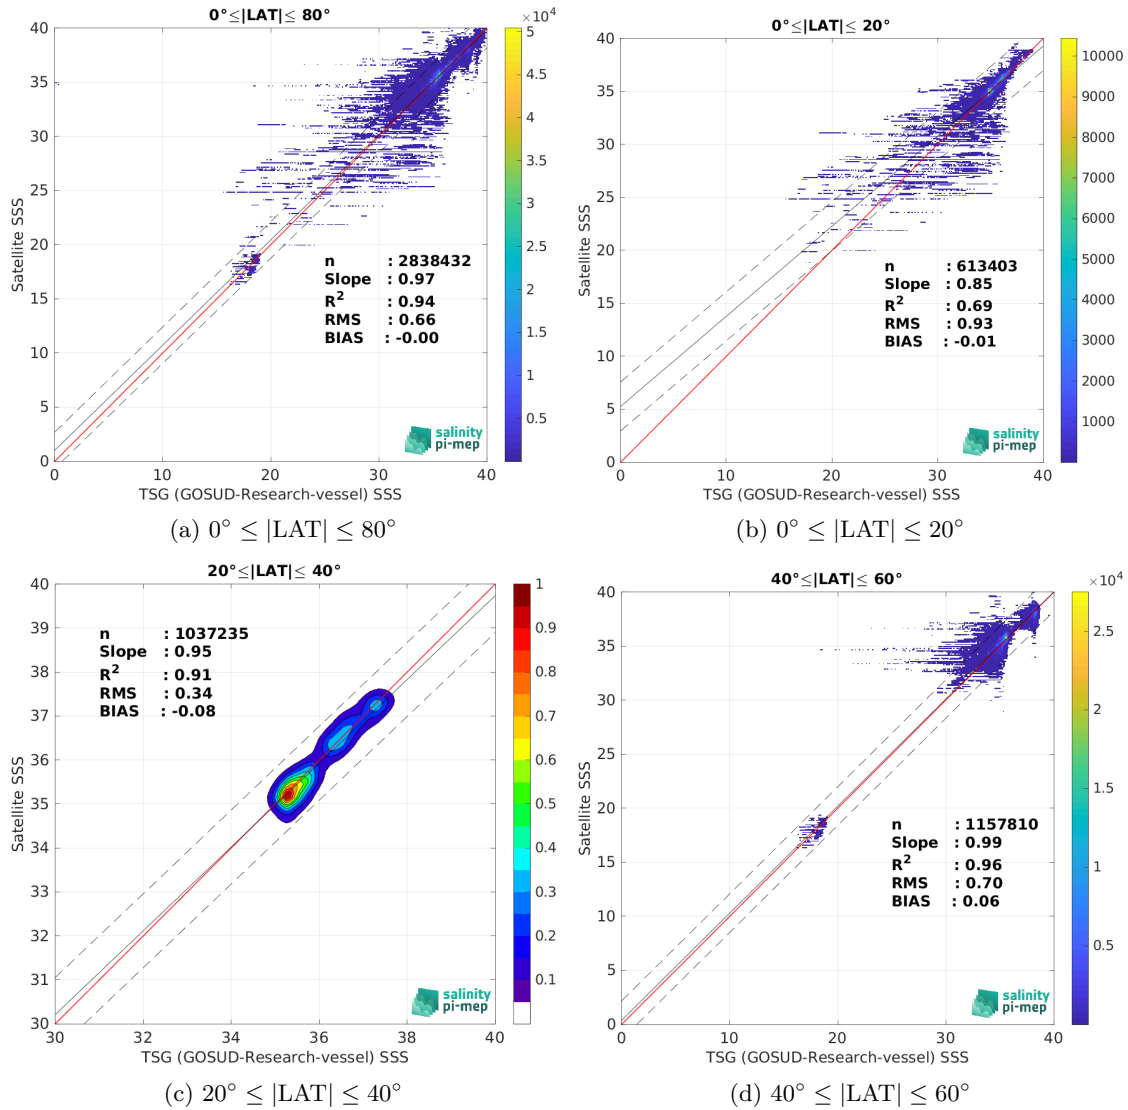 0°≤|LAT|≤ 80°
×10⁴
Satellite SSS
40
35
30
25
20
15
10
5
0
0
10
20
30
40
n : 2838432
Slope : 0.97
R² : 0.94
RMS : 0.66
BIAS : -0.00
salinity
pi-mep
5
4.5
4
3.5
3
2.5
2
1.5
1
0.5
TSG (GOSUD-Research-vessel) SSS
(a) 0° ≤ |LAT| ≤ 80°
0°≤|LAT|≤ 20°
Satellite SSS
40
35
30
25
20
15
10
5
0
0
10
20
30
40
n : 613403
Slope : 0.85
R² : 0.69
RMS : 0.93
BIAS : -0.01
salinity
pi-mep
10000
9000
8000
7000
6000
5000
4000
3000
2000
1000
TSG (GOSUD-Research-vessel) SSS
(b) 0° ≤ |LAT| ≤ 20°
20°≤|LAT|≤ 40°
Satellite SSS
40
39
38
37
36
35
34
33
32
31
30
30
32
34
36
38
40
n : 1037235
Slope : 0.95
R² : 0.91
RMS : 0.34
BIAS : -0.08
salinity
pi-mep
1
0.9
0.8
0.7
0.6
0.5
0.4
0.3
0.2
0.1
TSG (GOSUD-Research-vessel) SSS
(c) 20° ≤ |LAT| ≤ 40°
40°≤|LAT|≤ 60°
×10⁴
Satellite SSS
40
35
30
25
20
15
10
5
0
0
10
20
30
40
n : 1157810
Slope : 0.99
R² : 0.96
RMS : 0.70
BIAS : 0.06
salinity
pi-mep
2.5
2
1.5
1
0.5
TSG (GOSUD-Research-vessel) SSS
(d) 40° ≤ |LAT| ≤ 60°